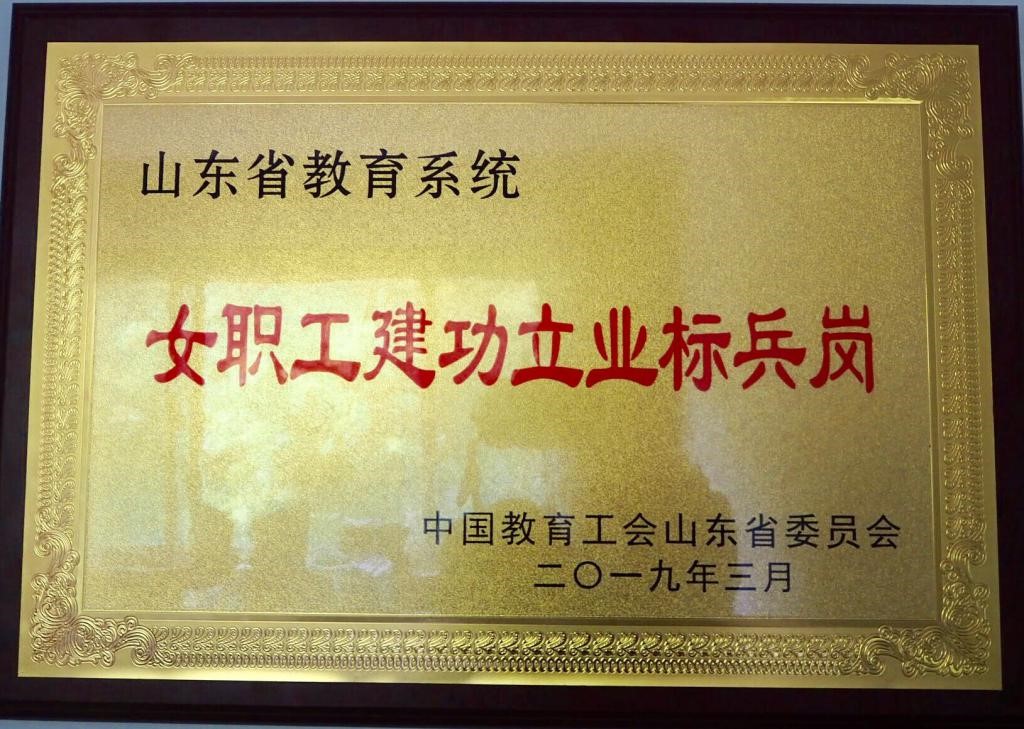 山东省教育系统
女职工建功立业标兵岗
中国教育工会山东省委员会
二〇一九年三月